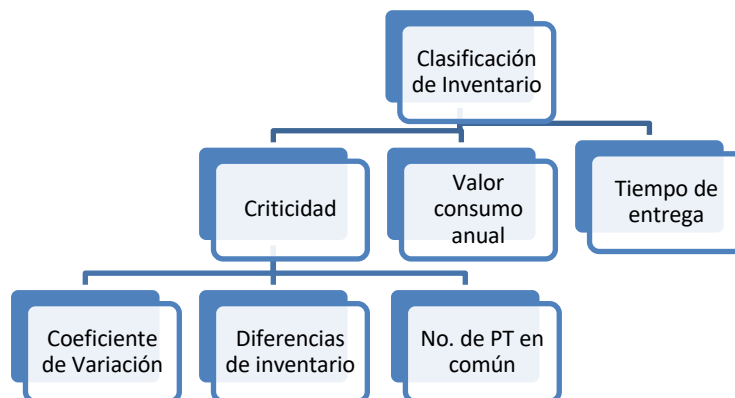 Clasificación
de Inventario
Criticidad
Valor
consumo
anual
Tiempo de
entrega
Coeficiente
de Variación
Diferencias
de inventario
No. de PT en
común